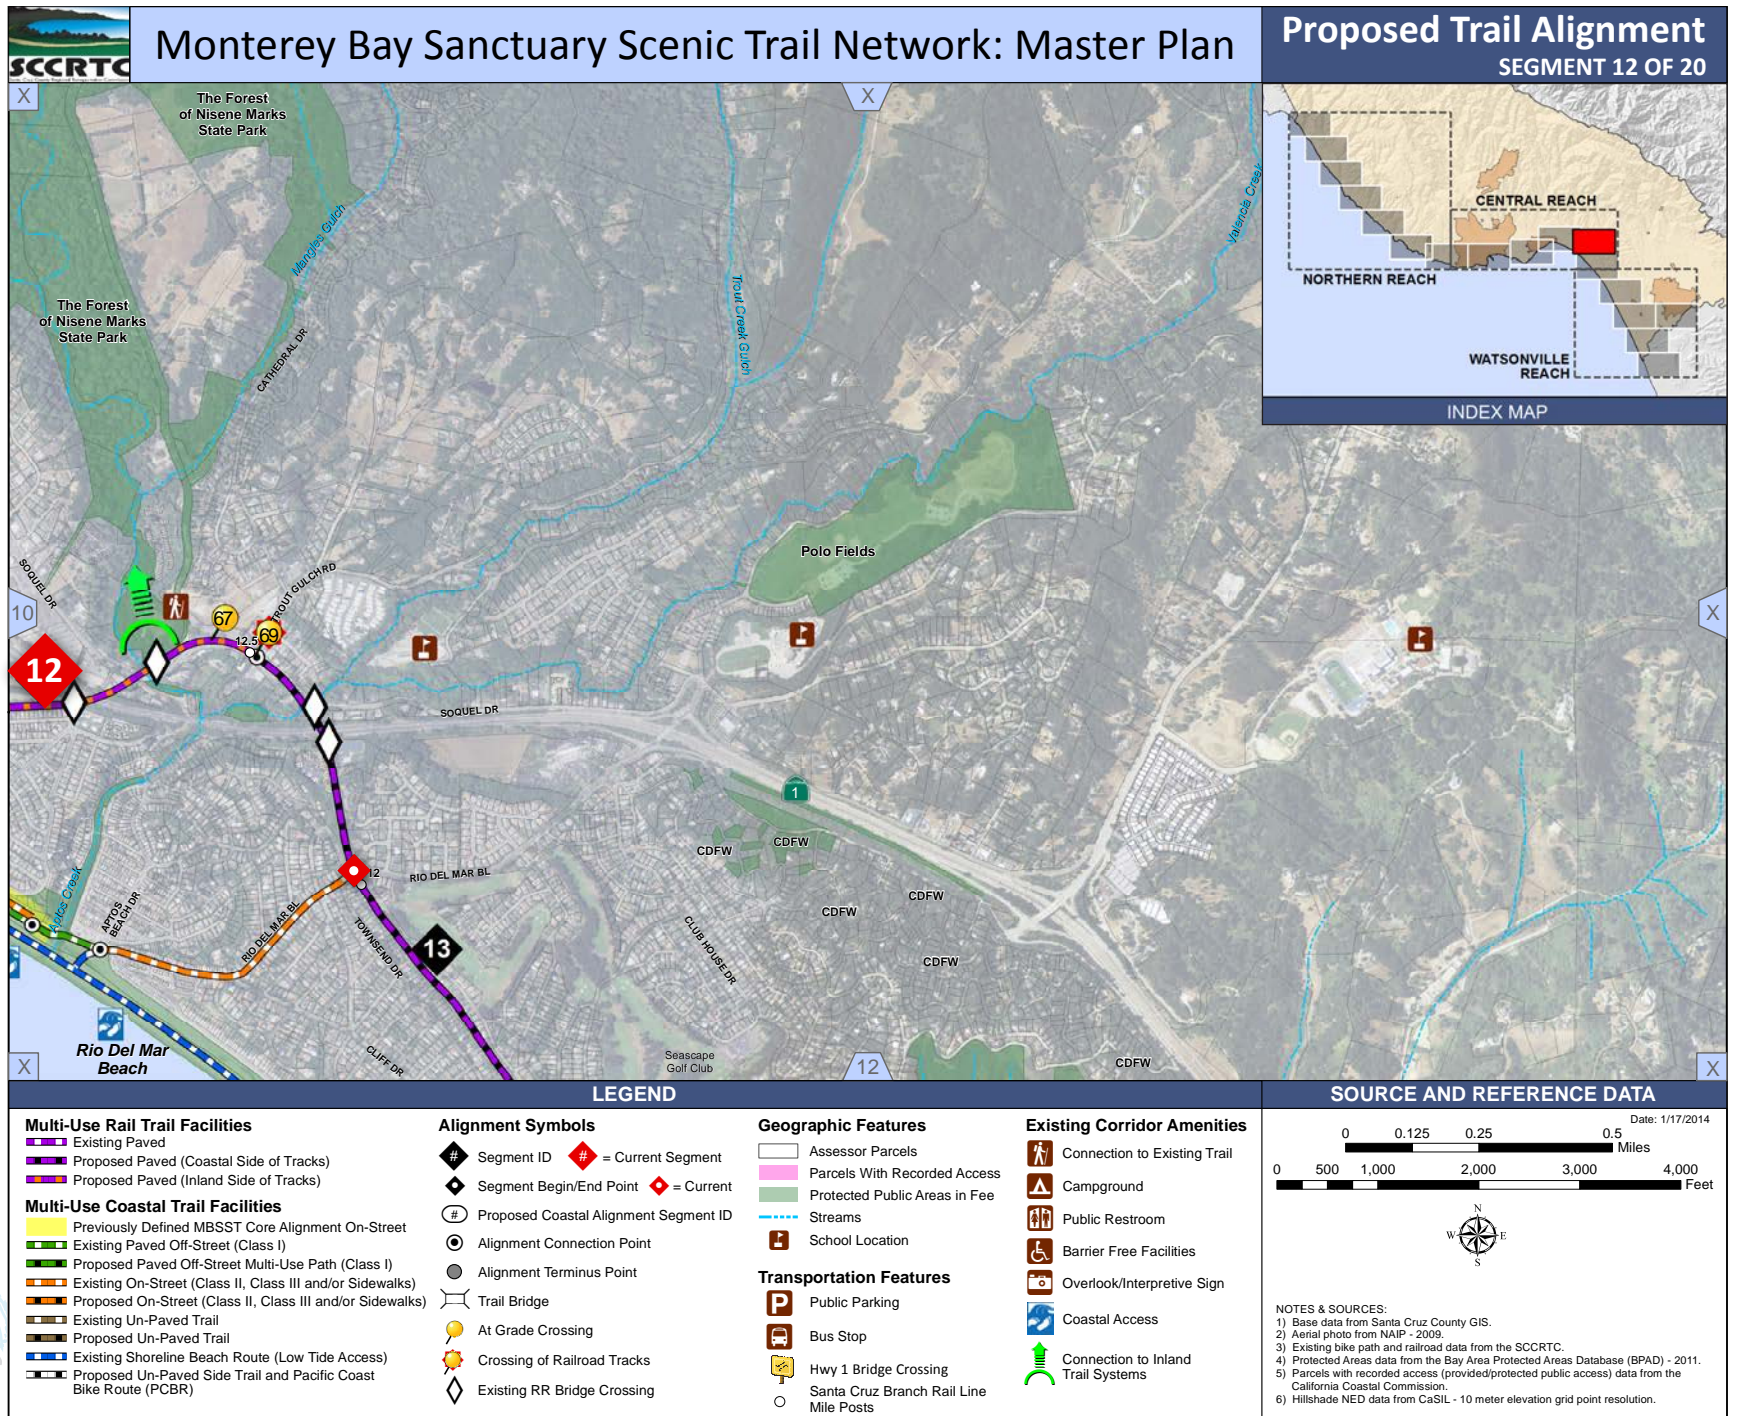 SCCRTC
Monterey Bay Sanctuary Scenic Trail Network: Master Plan
Proposed Trail Alignment
SEGMENT 12 OF 20
X
X
The Forest
of Nisene Marks
State Park
Mangles Gulch
Trout Creek Gulch
Valencia Creek
CENTRAL REACH
NORTHERN REACH
WATSONVILLE
REACH
INDEX MAP
The Forest
of Nisene Marks
State Park
CATHEDRAL DR
Polo Fields
SOQUEL DR
TROUT GULCH RD
10
67
12.5
69
X
12
SOQUEL DR
1
CDFW
CDFW
12
RIO DEL MAR BL
CDFW
CDFW
Aptos Creek
APTOS
BEACH DR
RIO DEL MAR BL
TOWNSEND DR
13
CLUB HOUSE DR
CDFW
Rio Del Mar
Beach
CLIFF DR
Seascape
Golf Club
CDFW
X
12
X
LEGEND
Multi-Use Rail Trail Facilities
Existing Paved
Proposed Paved (Coastal Side of Tracks)
Proposed Paved (Inland Side of Tracks)
Multi-Use Coastal Trail Facilities
Previously Defined MBSST Core Alignment On-Street
Existing Paved Off-Street (Class I)
Proposed Paved Off-Street Multi-Use Path (Class I)
Existing On-Street (Class II, Class III and/or Sidewalks)
Proposed On-Street (Class II, Class III and/or Sidewalks)
Existing Un-Paved Trail
Proposed Un-Paved Trail
Existing Shoreline Beach Route (Low Tide Access)
Proposed Un-Paved Side Trail and Pacific Coast
Bike Route (PCBR)
Alignment Symbols
# Segment ID # = Current Segment
Segment Begin/End Point = Current
# Proposed Coastal Alignment Segment ID
Alignment Connection Point
Alignment Terminus Point
Trail Bridge
At Grade Crossing
Crossing of Railroad Tracks
Existing RR Bridge Crossing
Geographic Features
Assessor Parcels
Parcels With Recorded Access
Protected Public Areas in Fee
Streams
School Location
Transportation Features
P Public Parking
Bus Stop
Hwy 1 Bridge Crossing
Santa Cruz Branch Rail Line
Mile Posts
Existing Corridor Amenities
Connection to Existing Trail
Campground
Public Restroom
Barrier Free Facilities
Overlook/Interpretive Sign
Coastal Access
Connection to Inland
Trail Systems
SOURCE AND REFERENCE DATA
Date: 1/17/2014
0 0.125 0.25 0.5
Miles
0 500 1,000 2,000 3,000 4,000
Feet
N
W E
S
NOTES & SOURCES:
1) Base data from Santa Cruz County GIS.
2) Aerial photo from NAIP - 2009.
3) Existing bike path and railroad data from the SCCRTC.
4) Protected Areas data from the Bay Area Protected Areas Database (BPAD) - 2011.
5) Parcels with recorded access (provided/protected public access) data from the
California Coastal Commission.
6) Hillshade NED data from CaSIL - 10 meter elevation grid point resolution.